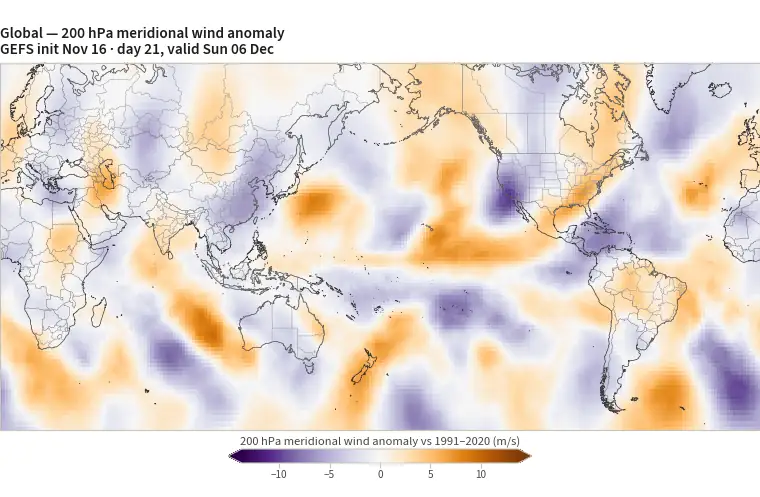 Global — 200 hPa meridional wind anomaly
GEFS init Nov 16 · day 21, valid Sun 06 Dec
200 hPa meridional wind anomaly vs 1991–2020 (m/s)
−10 −5 0 5 10